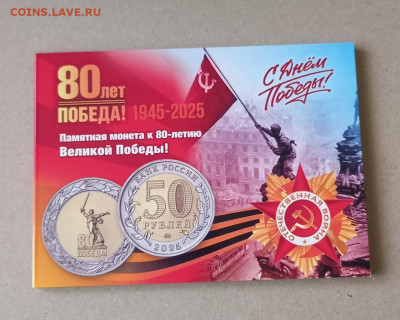 COINS.LAVE.RU
80 лет
ПОБЕДА! 1945-2025
С Днём
Победы!
Памятная монета к 80-летию
Великой Победы!
БАНК РОССИИ
50
РУБЛЕЙ
2025
80
ПОБЕДЫ
ОТЕЧЕСТВЕННАЯ ВОЙНА